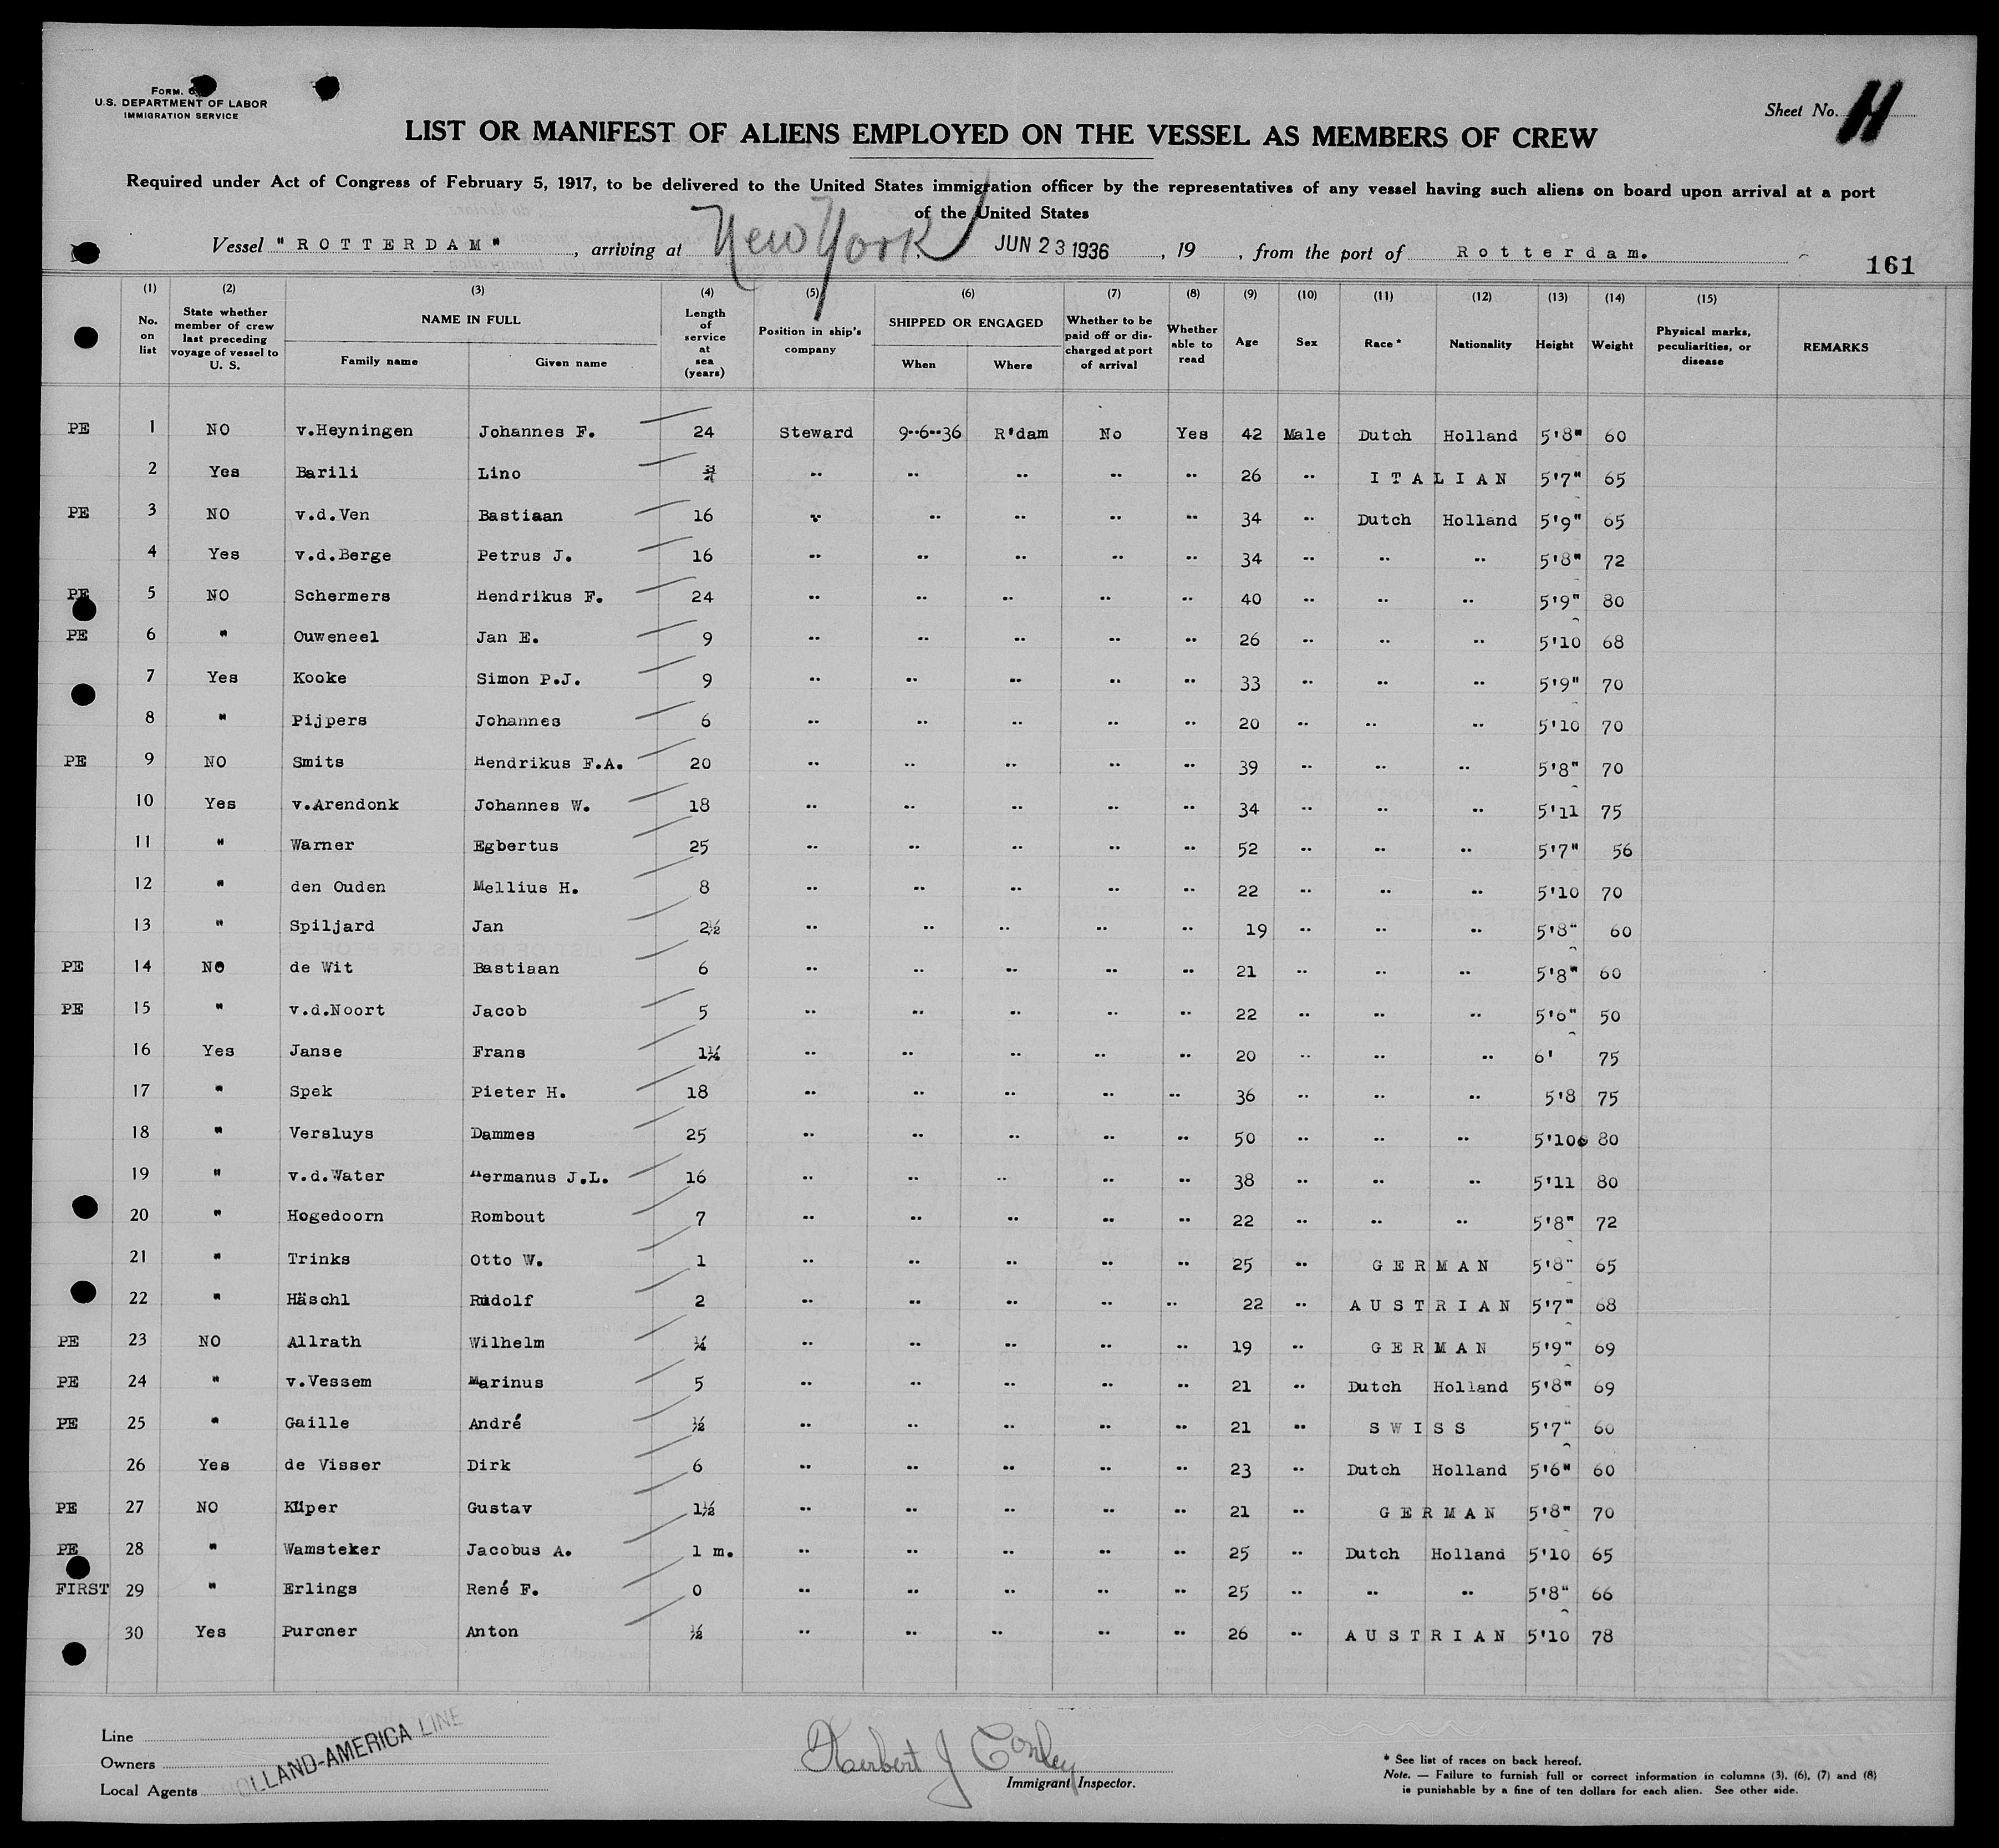 Form.
U.S. DEPARTMENT OF LABOR
IMMIGRATION SERVICE
Sheet No. H
LIST OR MANIFEST OF ALIENS EMPLOYED ON THE VESSEL AS MEMBERS OF CREW
Required under Act of Congress of February 5, 1917, to be delivered to the United States immigration officer by the representatives of any vessel having such aliens on board upon arrival at a port
of the United States
Vessel "ROTTERDAM", arriving at New York JUN 23 1936, 19 , from the port of Rotterdam.
161
(1) No. on list (2) State whether member of crew last preceding voyage of vessel to U. S. (3) NAME IN FULL Family name Given name (4) Length of service at sea (years) (5) Position in ship's company (6) SHIPPED OR ENGAGED When Where (7) Whether to be paid off or discharged at port of arrival (8) Whether able to read (9) Age (10) Sex (11) Race* (12) Nationality (13) Height (14) Weight (15) Physical marks, peculiarities, or disease REMARKS
PE 1 NO v.Heyningen Johannes F. 24 Steward 9--6--36 R'dam No Yes 42 Male Dutch Holland 5'8" 60
2 Yes Barili Lino -- -- -- -- -- 26 -- ITALIAN 5'7" 65
PE 3 NO v.d.Ven Bastiaan 16 -- -- -- -- -- 34 -- Dutch Holland 5'9" 65
4 Yes v.d.Berge Petrus J. 16 -- -- -- -- -- 34 -- -- -- 5'8" 72
PE 5 NO Schermers Hendrikus F. 24 -- -- -- -- -- 40 -- -- -- 5'9" 80
PE 6 " Ouweneel Jan E. 9 -- -- -- -- -- 26 -- -- -- 5'10 68
7 Yes Kooke Simon P.J. 9 -- -- -- -- -- 33 -- -- -- 5'9" 70
8 " Pijpers Johannes 6 -- -- -- -- -- 20 -- -- -- 5'10 70
PE 9 NO Smits Hendrikus F.A. 20 -- -- -- -- -- 39 -- -- -- 5'8" 70
10 Yes v.Arendonk Johannes W. 18 -- -- -- -- -- 34 -- -- -- 5'11 75
11 " Warner Egbertus 25 -- -- -- -- -- 52 -- -- -- 5'7" 56
12 " den Ouden Mellius H. 8 -- -- -- -- -- 22 -- -- -- 5'10 70
13 " Spiljard Jan 2½ -- -- -- -- -- 19 -- -- -- 5'8" 60
PE 14 NO de Wit Bastiaan 6 -- -- -- -- -- 21 -- -- -- 5'8" 60
PE 15 " v.d.Noort Jacob 5 -- -- -- -- -- 22 -- -- -- 5'6" 50
16 Yes Janse Frans 1¼ -- -- -- -- -- 20 -- -- -- 6' 75
17 " Spek Pieter H. 18 -- -- -- -- -- 36 -- -- -- 5'8 75
18 " Versluys Dammes 25 -- -- -- -- -- 50 -- -- -- 5'10 80
19 " v.d.Water Hermanus J.L. 16 -- -- -- -- -- 38 -- -- -- 5'11 80
20 " Hogedoorn Rombout 7 -- -- -- -- -- 22 -- -- -- 5'8" 72
21 " Trinks Otto W. 1 -- -- -- -- -- 25 -- GERMAN 5'8" 65
22 " Häschl Rudolf 2 -- -- -- -- -- 22 -- AUSTRIAN 5'7" 68
PE 23 NO Allrath Wilhelm ¼ -- -- -- -- -- 19 -- GERMAN 5'9" 69
PE 24 " v.Vessem Marinus 5 -- -- -- -- -- 21 -- Dutch Holland 5'8" 69
PE 25 " Gaille André ½ -- -- -- -- -- 21 -- SWISS 5'7" 60
26 Yes de Visser Dirk 6 -- -- -- -- -- 23 -- Dutch Holland 5'6" 60
PE 27 NO Küper Gustav 1½ -- -- -- -- -- 21 -- GERMAN 5'8" 70
PE 28 " Wamsteker Jacobus A. 1 m. -- -- -- -- -- 25 -- Dutch Holland 5'10 65
FIRST 29 " Erlings René F. 0 -- -- -- -- -- 25 -- -- -- 5'8" 66
30 Yes Purcner Anton ½ -- -- -- -- -- 26 -- AUSTRIAN 5'10 78
Line
Owners
Local Agents
HOLLAND-AMERICA LINE
Herbert J Conley
Immigrant Inspector.
* See list of races on back hereof.
Note. — Failure to furnish full or correct information in columns (3), (6), (7) and (8)
is punishable by a fine of ten dollars for each alien. See other side.